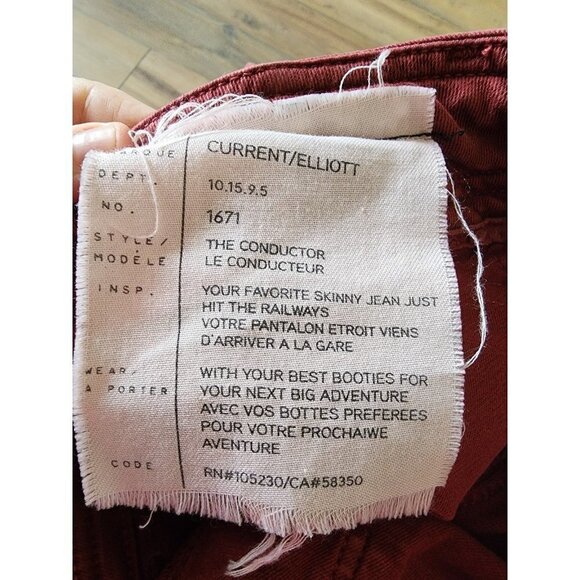 MARQUE CURRENT/ELLIOTT
DEPT. 10.15.9.5
NO. 1671
STYLE/ THE CONDUCTOR
MODÈLE LE CONDUCTEUR
INSP. YOUR FAVORITE SKINNY JEAN JUST
HIT THE RAILWAYS
VOTRE PANTALON ETROIT VIENS
D'ARRIVER A LA GARE
WEAR/ WITH YOUR BEST BOOTIES FOR
A PORTER YOUR NEXT BIG ADVENTURE
AVEC VOS BOTTES PREFEREES
POUR VOTRE PROCHAIWE
AVENTURE
CODE RN#105230/CA#58350